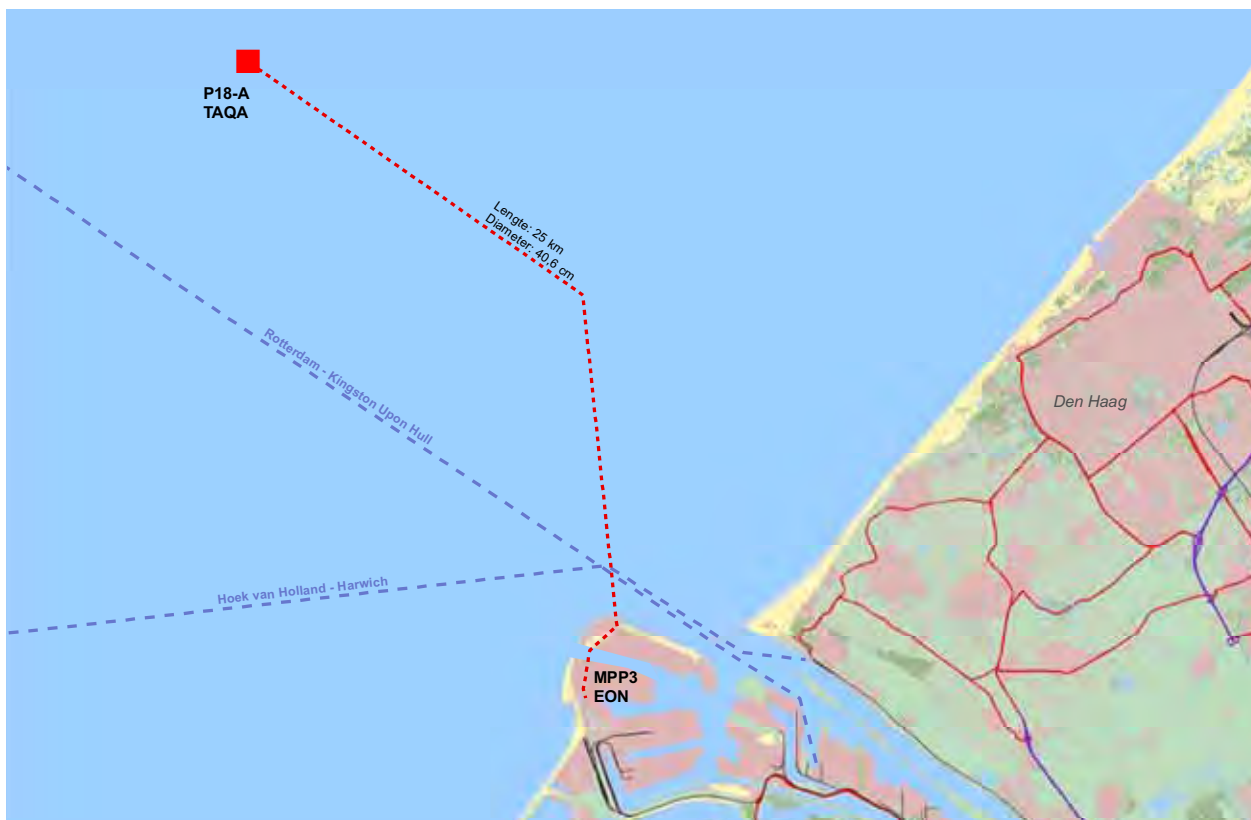 P18-A
TAQA
Lengte: 25 km
Diameter: 40,6 cm
Rotterdam - Kingston Upon Hull
Den Haag
Hoek van Holland - Harwich
MPP3
EON